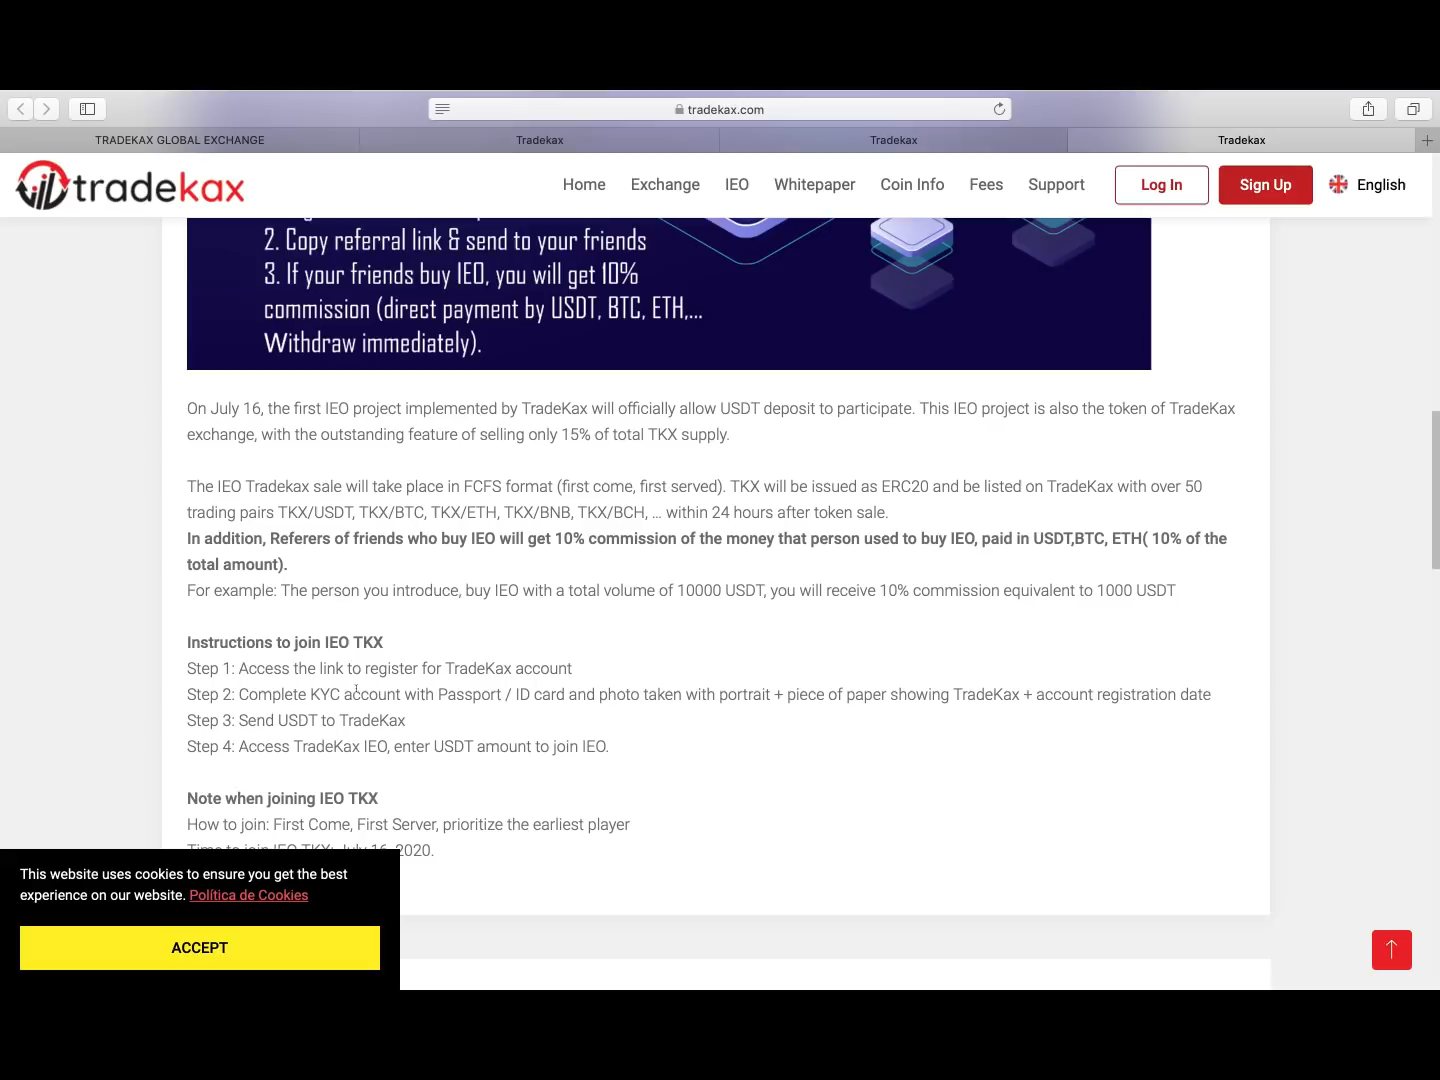 tradekax.com
TRADEKAX GLOBAL EXCHANGE
Tradekax
Tradekax
Tradekax
tradekax
Home
Exchange
IEO
Whitepaper
Coin Info
Fees
Support
Log In
Sign Up
English
2. Copy referral link & send to your friends
3. If your friends buy IEO, you will get 10%
commission (direct payment by USDT, BTC, ETH,...
Withdraw immediately).
On July 16, the first IEO project implemented by TradeKax will officially allow USDT deposit to participate. This IEO project is also the token of TradeKax
exchange, with the outstanding feature of selling only 15% of total TKX supply.
The IEO Tradekax sale will take place in FCFS format (first come, first served). TKX will be issued as ERC20 and be listed on TradeKax with over 50
trading pairs TKX/USDT, TKX/BTC, TKX/ETH, TKX/BNB, TKX/BCH, ... within 24 hours after token sale.
In addition, Referers of friends who buy IEO will get 10% commission of the money that person used to buy IEO, paid in USDT,BTC, ETH( 10% of the
total amount).
For example: The person you introduce, buy IEO with a total volume of 10000 USDT, you will receive 10% commission equivalent to 1000 USDT
Instructions to join IEO TKX
Step 1: Access the link to register for TradeKax account
Step 2: Complete KYC account with Passport / ID card and photo taken with portrait + piece of paper showing TradeKax + account registration date
Step 3: Send USDT to TradeKax
Step 4: Access TradeKax IEO, enter USDT amount to join IEO.
Note when joining IEO TKX
How to join: First Come, First Server, prioritize the earliest player
Time to join IEO TKX: July 16, 2020.
This website uses cookies to ensure you get the best
experience on our website. Política de Cookies
ACCEPT